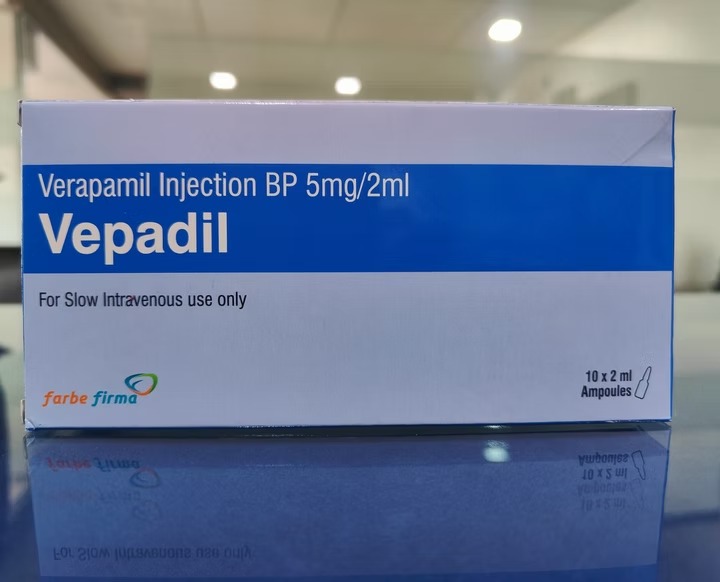 Verapamil Injection BP 5mg/2ml
Vepadil
For Slow Intravenous use only
farbe firma
10 x 2 ml
Ampoules